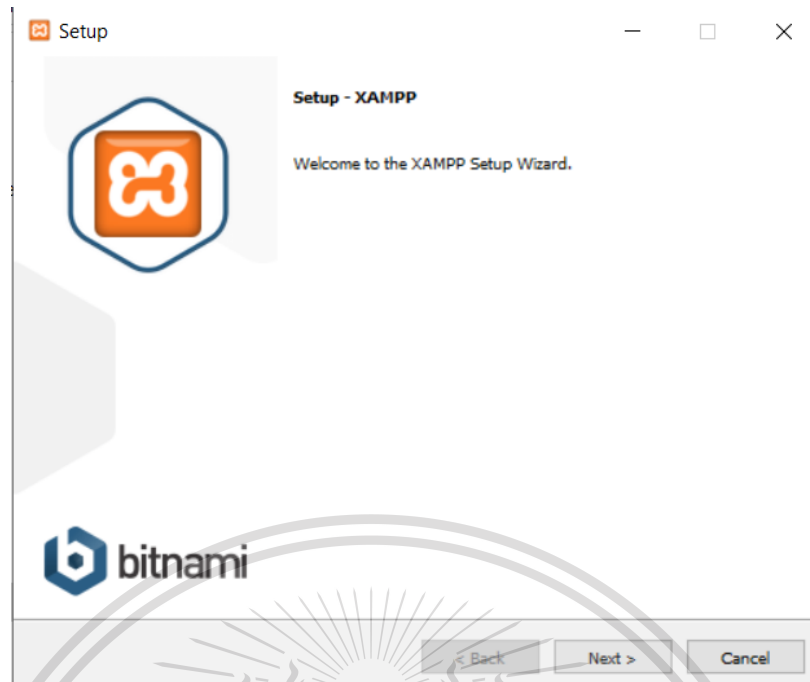 Setup
Setup - XAMPP
Welcome to the XAMPP Setup Wizard.
bitnami
< Back
Next >
Cancel